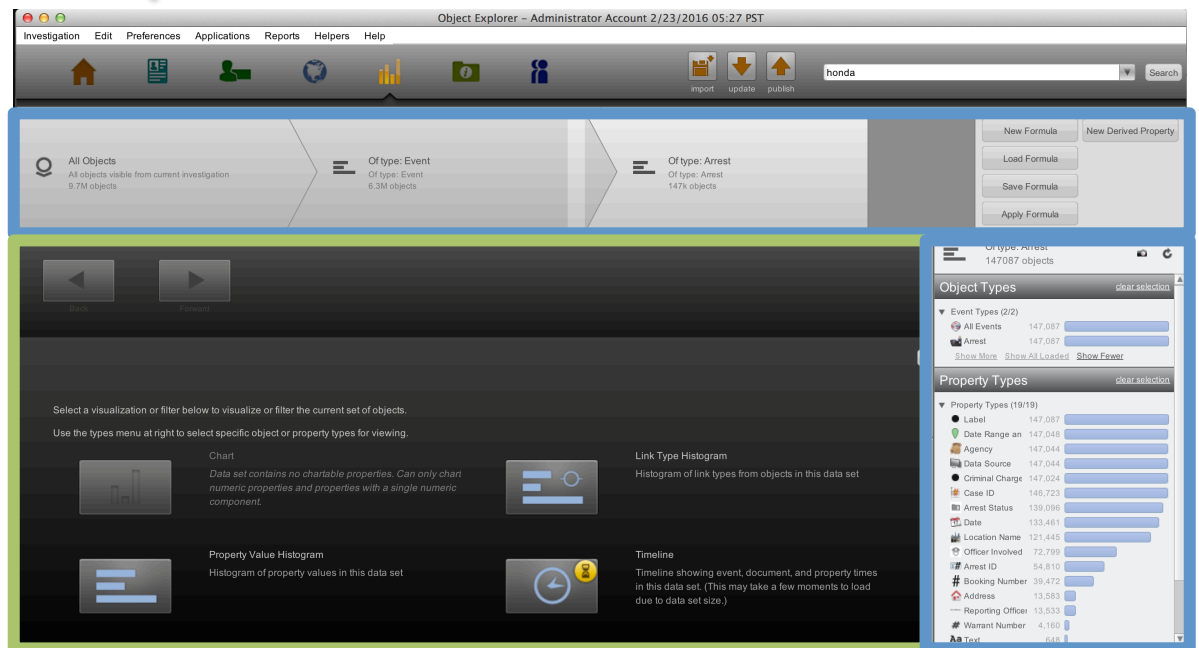 Object Explorer – Administrator Account 2/23/2016 05:27 PST
Investigation Edit Preferences Applications Reports Helpers Help
import update publish
honda
Search
All Objects
All objects visible from current investigation
9.7M objects
Of type: Event
Of type: Event
6.3M objects
Of type: Arrest
Of type: Arrest
147k objects
New Formula
New Derived Property
Load Formula
Save Formula
Apply Formula
Back
Forward
Select a visualization or filter below to visualize or filter the current set of objects.
Use the types menu at right to select specific object or property types for viewing.
Chart
Data set contains no chartable properties. Can only chart
numeric properties and properties with a single numeric
component.
Link Type Histogram
Histogram of link types from objects in this data set
Property Value Histogram
Histogram of property values in this data set
Timeline
Timeline showing event, document, and property times
in this data set. (This may take a few moments to load
due to data set size.)
Of type: Arrest
147087 objects
Object Types clear selection
Event Types (2/2)
All Events 147,087
Arrest 147,087
Show More Show All Loaded Show Fewer
Property Types clear selection
Property Types (19/19)
Label 147,087
Date Range an 147,048
Agency 147,044
Data Source 147,044
Criminal Charge 147,024
Case ID 146,723
Arrest Status 139,096
Date 133,461
Location Name 121,445
Officer Involved 72,799
Arrest ID 54,810
# Booking Number 39,472
Address 13,583
Reporting Officer 13,533
# Warrant Number 4,160
Aa Text 648